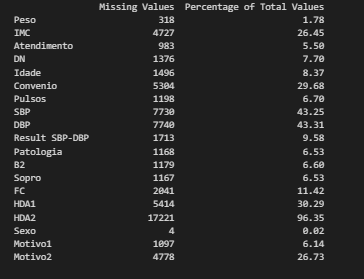 Missing Values Percentage of Total Values
Peso 318 1.78
IMC 4727 26.45
Atendimento 983 5.50
DN 1376 7.70
Idade 1496 8.37
Convenio 5304 29.68
Pulsos 1198 6.70
SBP 7730 43.25
DBP 7740 43.31
Result SBP-DBP 1713 9.58
Patologia 1168 6.53
B2 1179 6.60
Sopro 1167 6.53
FC 2041 11.42
HDA1 5414 30.29
HDA2 17221 96.35
Sexo 4 0.02
Motivo1 1097 6.14
Motivo2 4778 26.73